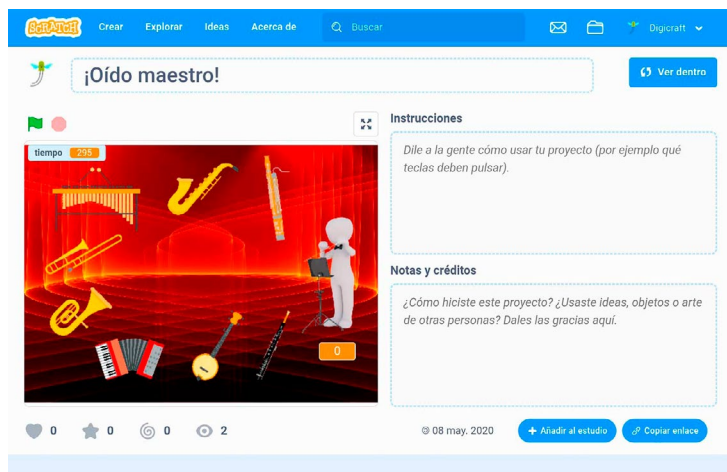 SCRATCH Crear Explorar Ideas Acerca de Buscar Digicraft
¡Oído maestro!
Ver dentro
Instrucciones
tiempo 295
Dile a la gente cómo usar tu proyecto (por ejemplo qué
teclas deben pulsar).
Notas y créditos
¿Cómo hiciste este proyecto? ¿Usaste ideas, objetos o arte
de otras personas? Dales las gracias aquí.
0
0 0 0 2
© 08 may. 2020
+ Añadir al estudio
Copiar enlace